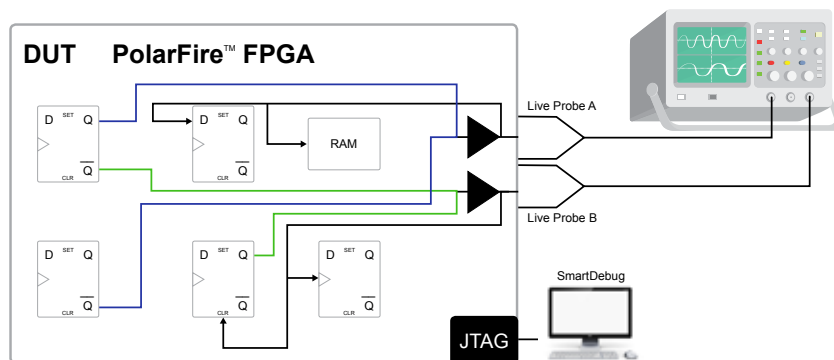 DUT PolarFire™ FPGA
Live Probe A
D SET Q
Q
CLR
D SET Q
Q
CLR
RAM
Live Probe B
D SET Q
Q
CLR
D SET Q
Q
CLR
D SET Q
Q
CLR
SmartDebug
JTAG